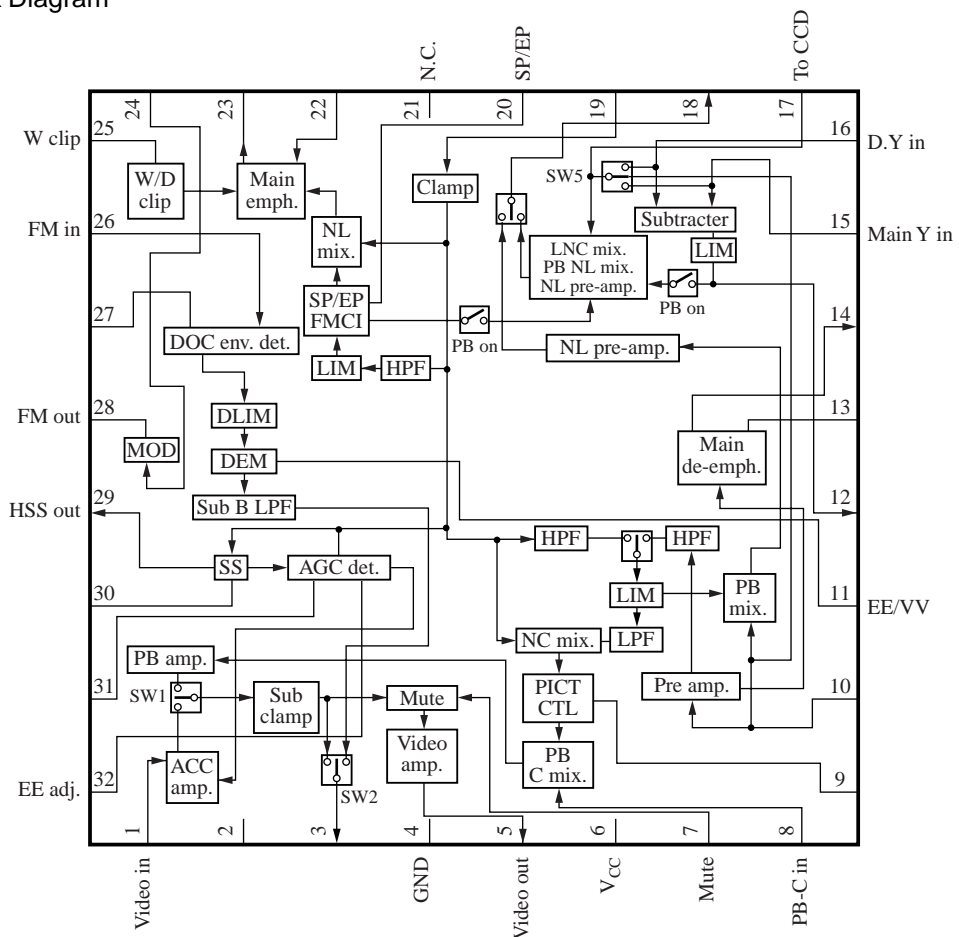 Diagram
N.C.
SP/EP
To CCD
24
23
22
21
20
19
18
17
25
W clip
W/D
clip
Main
emph.
Clamp
SW5
16
D.Y in
Subtracter
26
FM in
NL
mix.
LNC mix.
PB NL mix.
NL pre-amp.
LIM
15
Main Y in
27
SP/EP
FMCI
PB on
PB on
14
DOC env. det.
LIM
HPF
NL pre-amp.
28
FM out
MOD
DLIM
DEM
Main
de-emph.
13
29
HSS out
Sub B LPF
12
HPF
HPF
SS
AGC det.
LIM
PB
mix.
30
11
EE/VV
NC mix.
LPF
31
PB amp.
SW1
Sub
clamp
Mute
PICT
CTL
Pre amp.
10
Video
amp.
32
EE adj.
ACC
amp.
SW2
PB
C mix.
9
1
2
3
4
5
6
7
8
Video in
GND
Video out
VCC
Mute
PB-C in